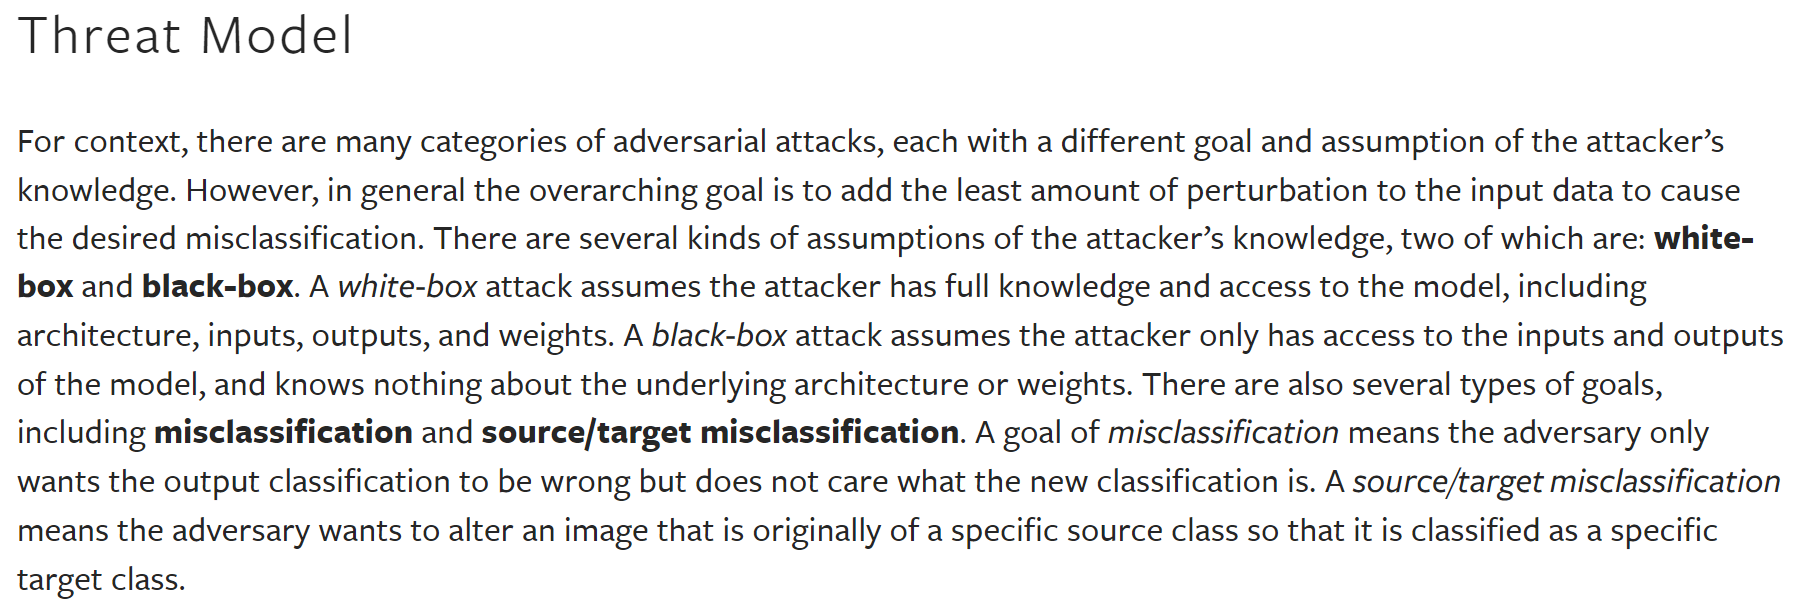 Threat Model
For context, there are many categories of adversarial attacks, each with a different goal and assumption of the attacker’s
knowledge. However, in general the overarching goal is to add the least amount of perturbation to the input data to cause
the desired misclassification. There are several kinds of assumptions of the attacker’s knowledge, two of which are: white-
box and black-box. A white-box attack assumes the attacker has full knowledge and access to the model, including
architecture, inputs, outputs, and weights. A black-box attack assumes the attacker only has access to the inputs and outputs
of the model, and knows nothing about the underlying architecture or weights. There are also several types of goals,
including misclassification and source/target misclassification. A goal of misclassification means the adversary only
wants the output classification to be wrong but does not care what the new classification is. A source/target misclassification
means the adversary wants to alter an image that is originally of a specific source class so that it is classified as a specific
target class.